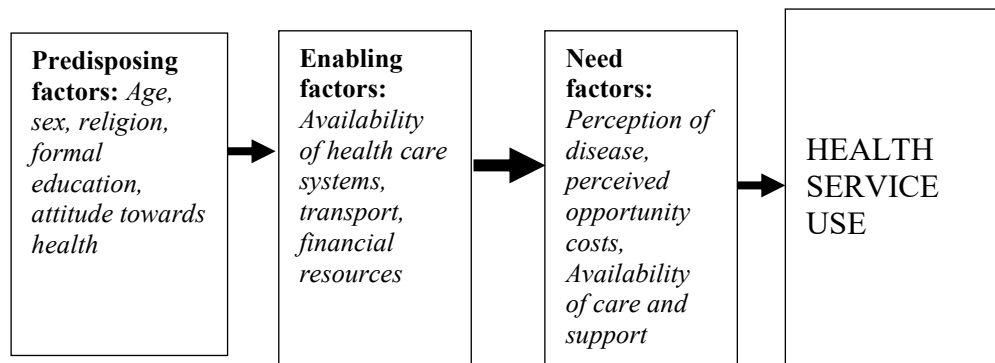 Predisposing
factors: Age,
sex, religion,
formal
education,
attitude towards
health
Enabling
factors:
Availability
of health care
systems,
transport,
financial
resources
Need
factors:
Perception of
disease,
perceived
opportunity
costs,
Availability
of care and
support
HEALTH
SERVICE
USE